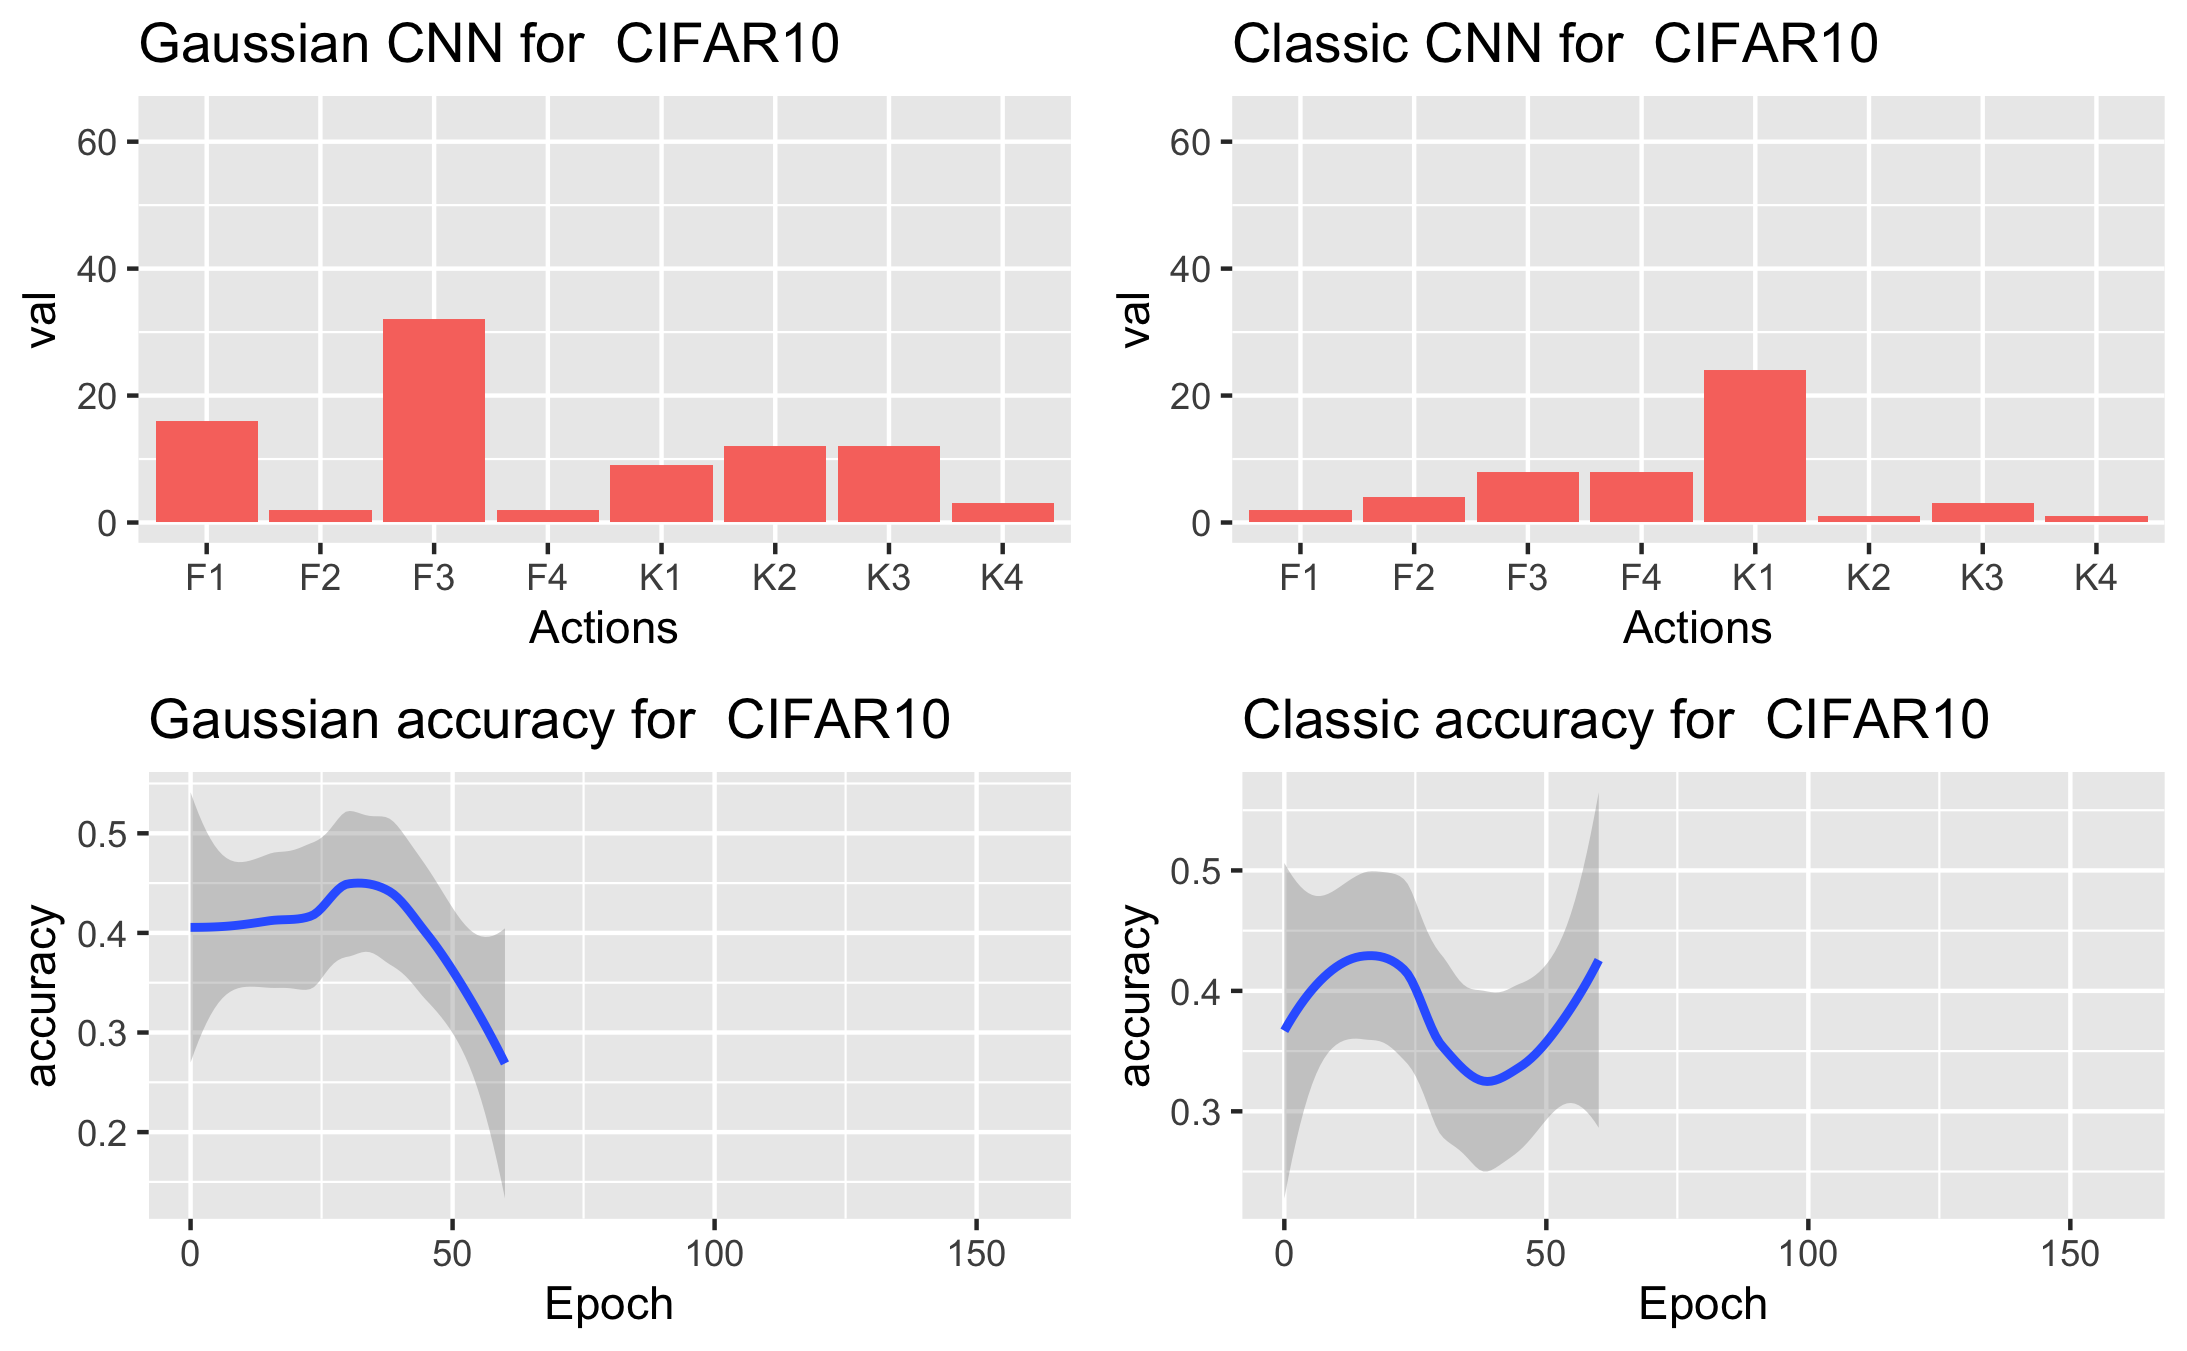 Gaussian CNN for  CIFAR10
60
40
20
0
val
F1 F2 F3 F4 K1 K2 K3 K4
Actions
Classic CNN for  CIFAR10
60
40
20
0
val
F1 F2 F3 F4 K1 K2 K3 K4
Actions
Gaussian accuracy for  CIFAR10
0.5
0.4
0.3
0.2
accuracy
0 50 100 150
Epoch
Classic accuracy for  CIFAR10
0.5
0.4
0.3
accuracy
0 50 100 150
Epoch